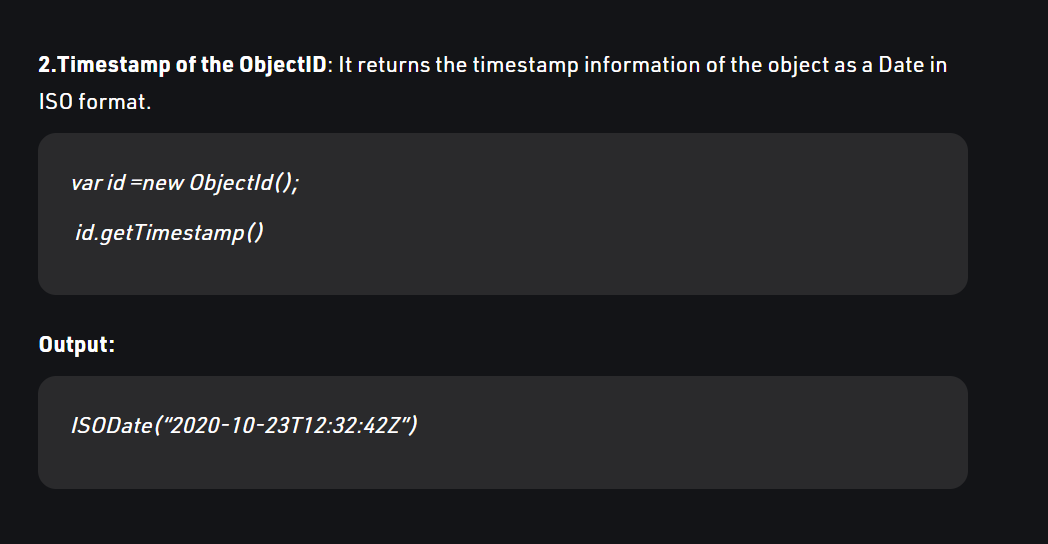 2.Timestamp of the ObjectID: It returns the timestamp information of the object as a Date in
ISO format.
var id =new ObjectId();
id.getTimestamp()
Output:
ISODate(“2020-10-23T12:32:42Z”)